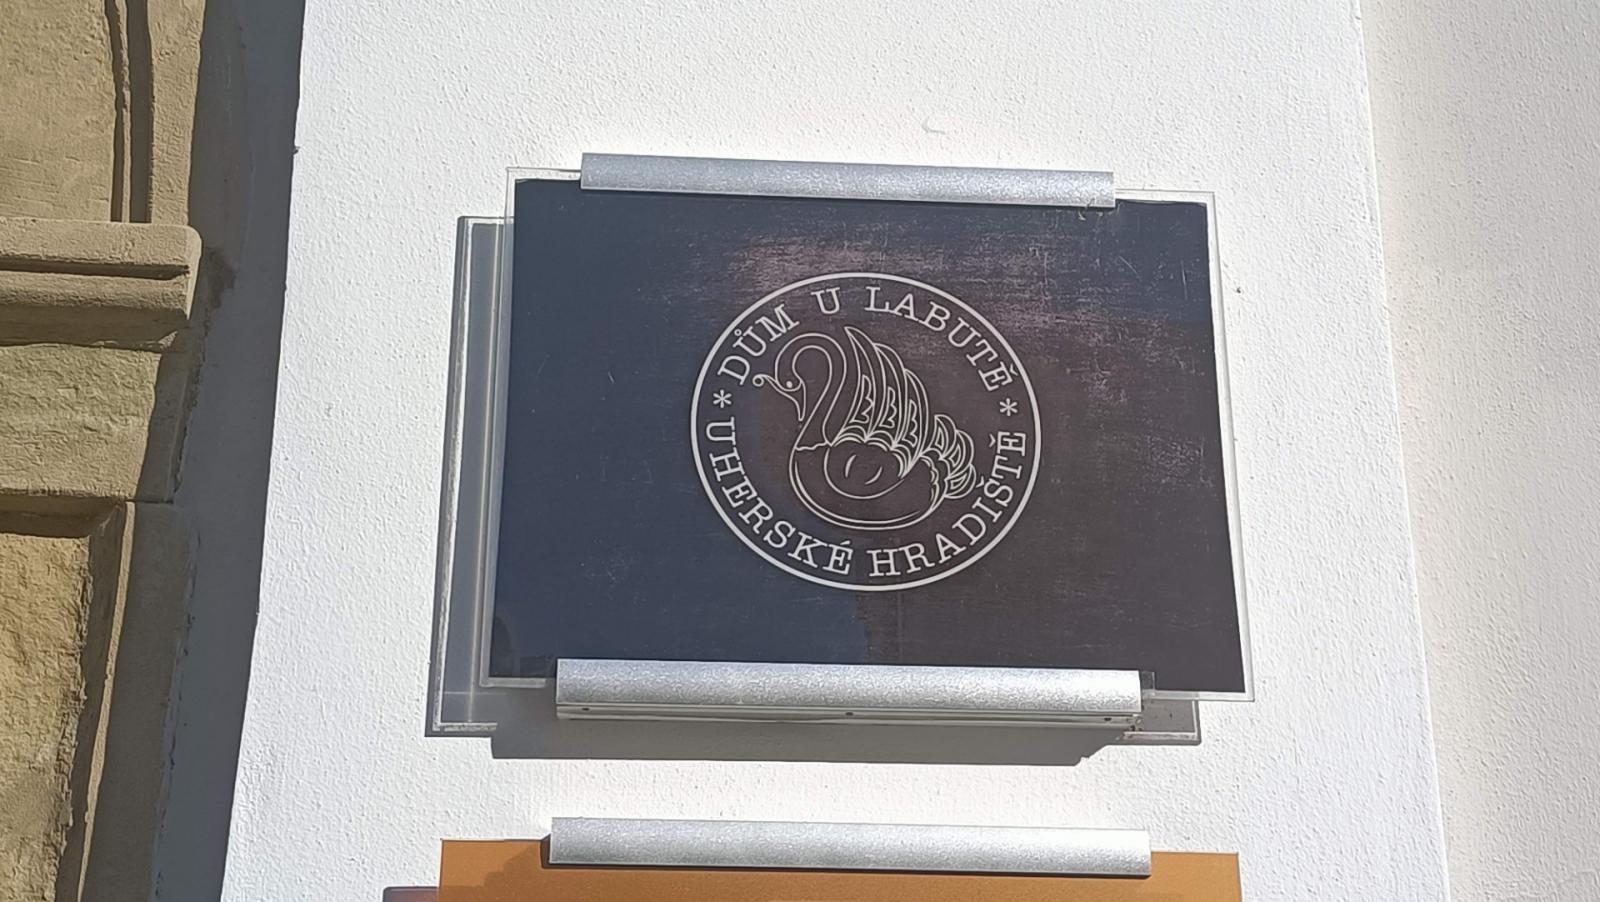 * DŮM U LABUTĚ *
UHERSKÉ HRADIŠTĚ